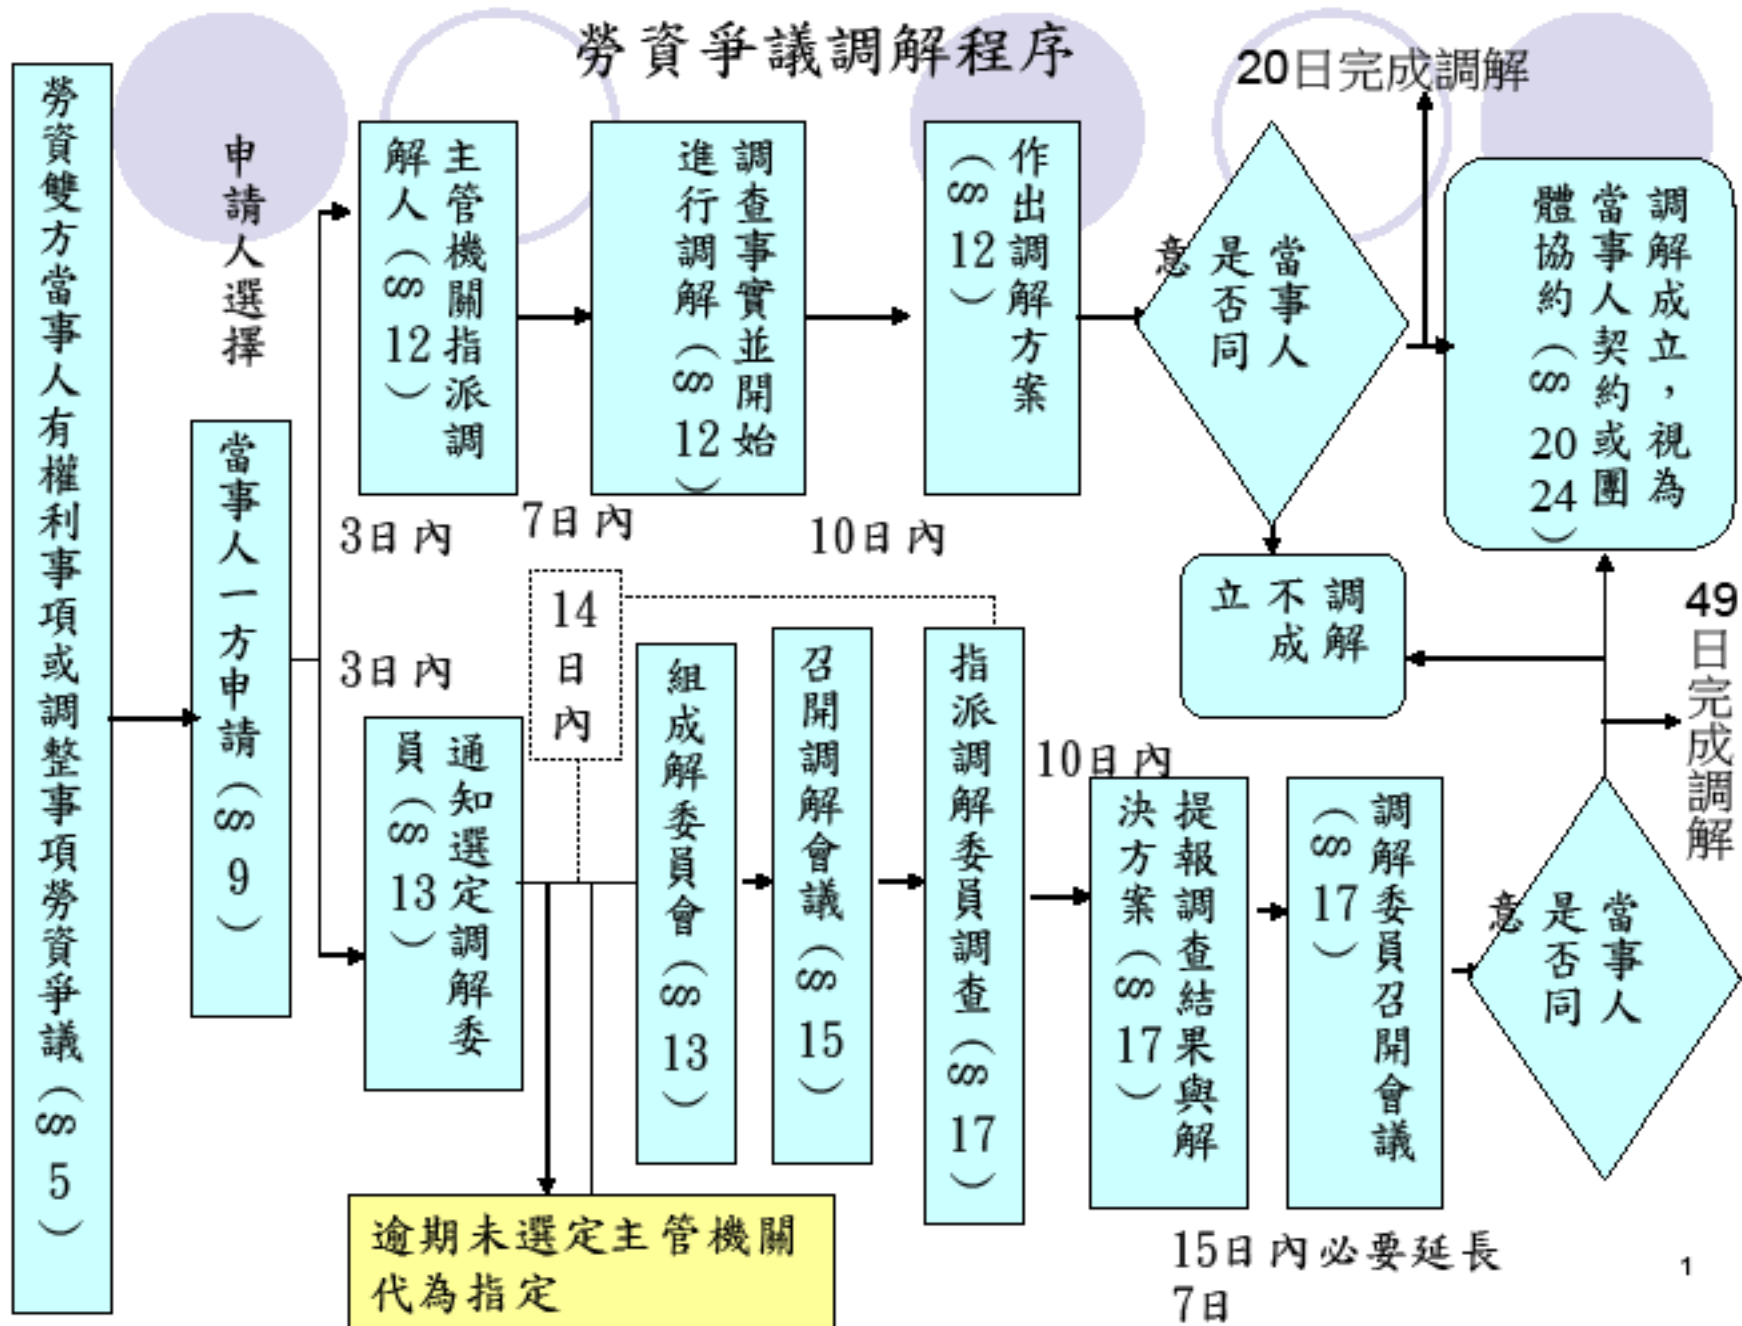 勞資爭議調解程序
20日完成調解
勞資雙方當事人有權利事項或調整事項勞資爭議(§5)
申請人選擇
當事人一方申請(§9)
主管機關指派調
解人(§12)
調查事實並開始
進行調解(§12)
作出調解方案
(§12)
當事人
是否同
意
調解成立,視為
當事人契約或團
體協約(§20
24)
3日內
7日內
10日內
調解
不成
立
49
日完成調解
3日內
14
日
內
通知選定調解委
員(§13)
組成解委員會(§13)
召開調解會議(§15)
指派調解委員調查(§17)
10日內
提報調查結果與解
決方案(§17)
調解委員召開會議
(§17)
當事人
是否同
意
逾期未選定主管機關
代為指定
15日內必要延長
7日
1